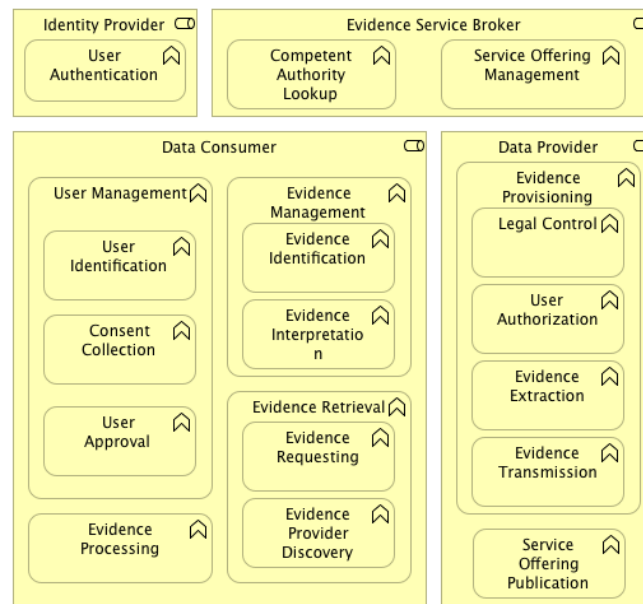 Identity Provider
User
Authentication
Evidence Service Broker
Competent
Authority
Lookup
Service Offering
Management
Data Consumer
User Management
User
Identification
Consent
Collection
User
Approval
Evidence
Processing
Evidence
Management
Evidence
Identification
Evidence
Interpretatio
n
Evidence Retrieval
Evidence
Requesting
Evidence
Provider
Discovery
Data Provider
Evidence
Provisioning
Legal Control
User
Authorization
Evidence
Extraction
Evidence
Transmission
Service
Offering
Publication